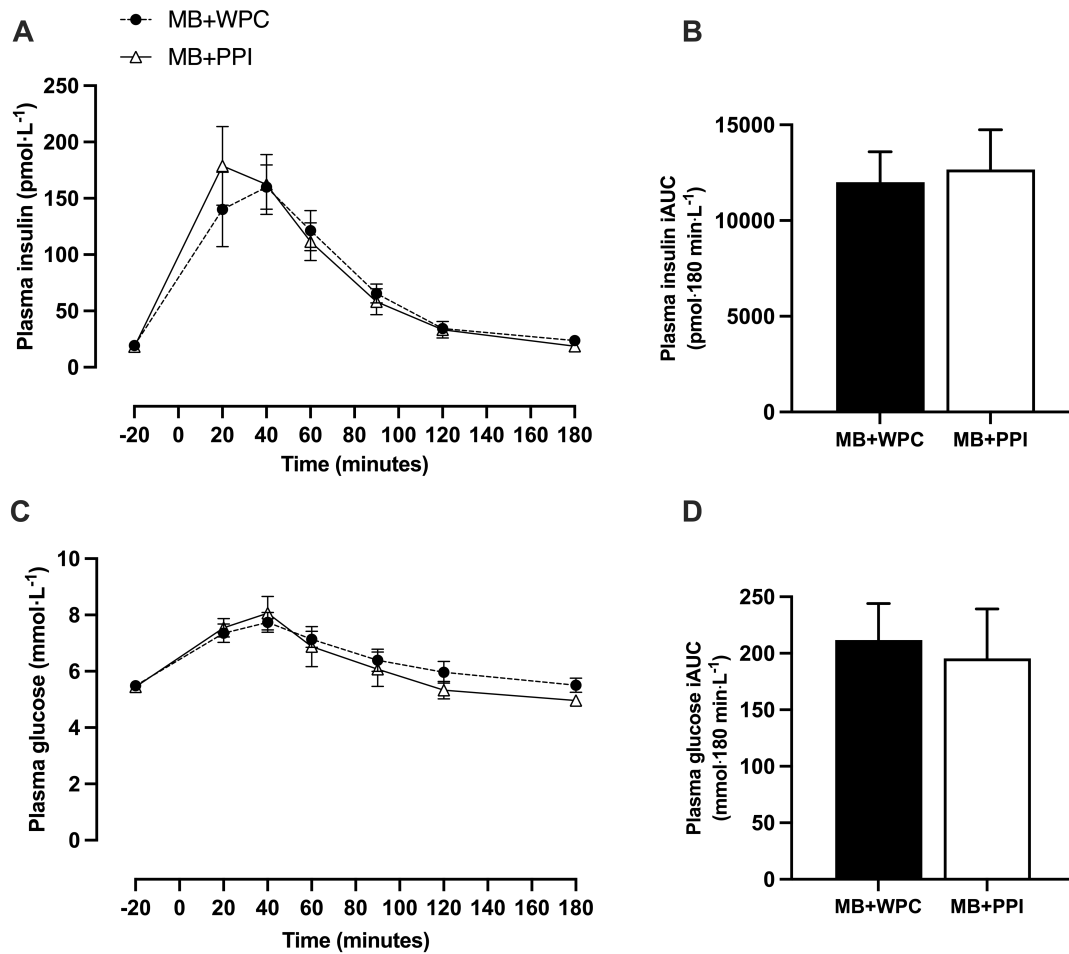 A
MB+WPC
MB+PPI
Plasma insulin (pmol·L⁻¹)
250
200
150
100
50
0
-20 0 20 40 60 80 100 120 140 160 180
Time (minutes)
B
Plasma insulin iAUC
(pmol·180 min·L⁻¹)
15000
10000
5000
0
MB+WPC MB+PPI
C
Plasma glucose (mmol·L⁻¹)
10
8
6
4
2
0
-20 0 20 40 60 80 100 120 140 160 180
Time (minutes)
D
Plasma glucose iAUC
(mmol·180 min·L⁻¹)
250
200
150
100
50
0
MB+WPC MB+PPI